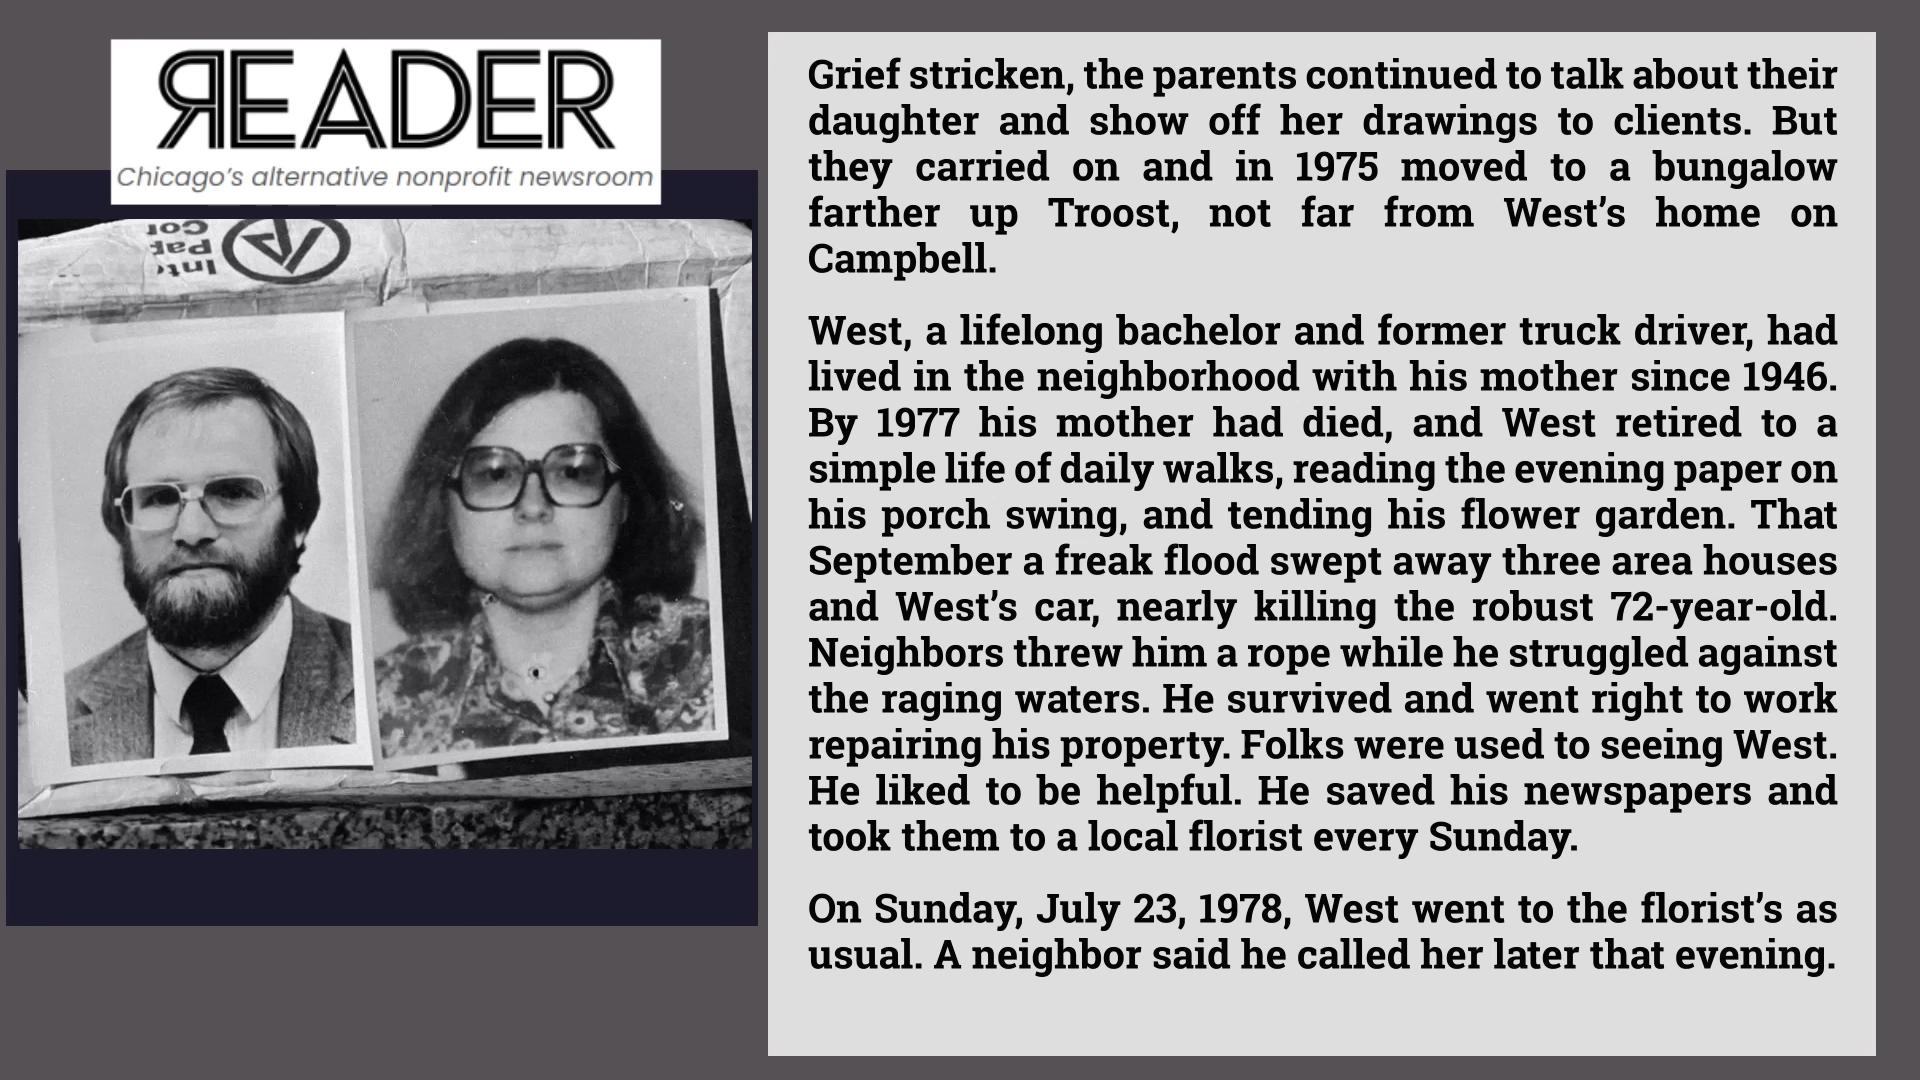 READER
Chicago's alternative nonprofit newsroom
Inte
Pap
Con
Grief stricken, the parents continued to talk about their
daughter and show off her drawings to clients. But
they carried on and in 1975 moved to a bungalow
farther up Troost, not far from West’s home on
Campbell.
West, a lifelong bachelor and former truck driver, had
lived in the neighborhood with his mother since 1946.
By 1977 his mother had died, and West retired to a
simple life of daily walks, reading the evening paper on
his porch swing, and tending his flower garden. That
September a freak flood swept away three area houses
and West’s car, nearly killing the robust 72-year-old.
Neighbors threw him a rope while he struggled against
the raging waters. He survived and went right to work
repairing his property. Folks were used to seeing West.
He liked to be helpful. He saved his newspapers and
took them to a local florist every Sunday.
On Sunday, July 23, 1978, West went to the florist’s as
usual. A neighbor said he called her later that evening.